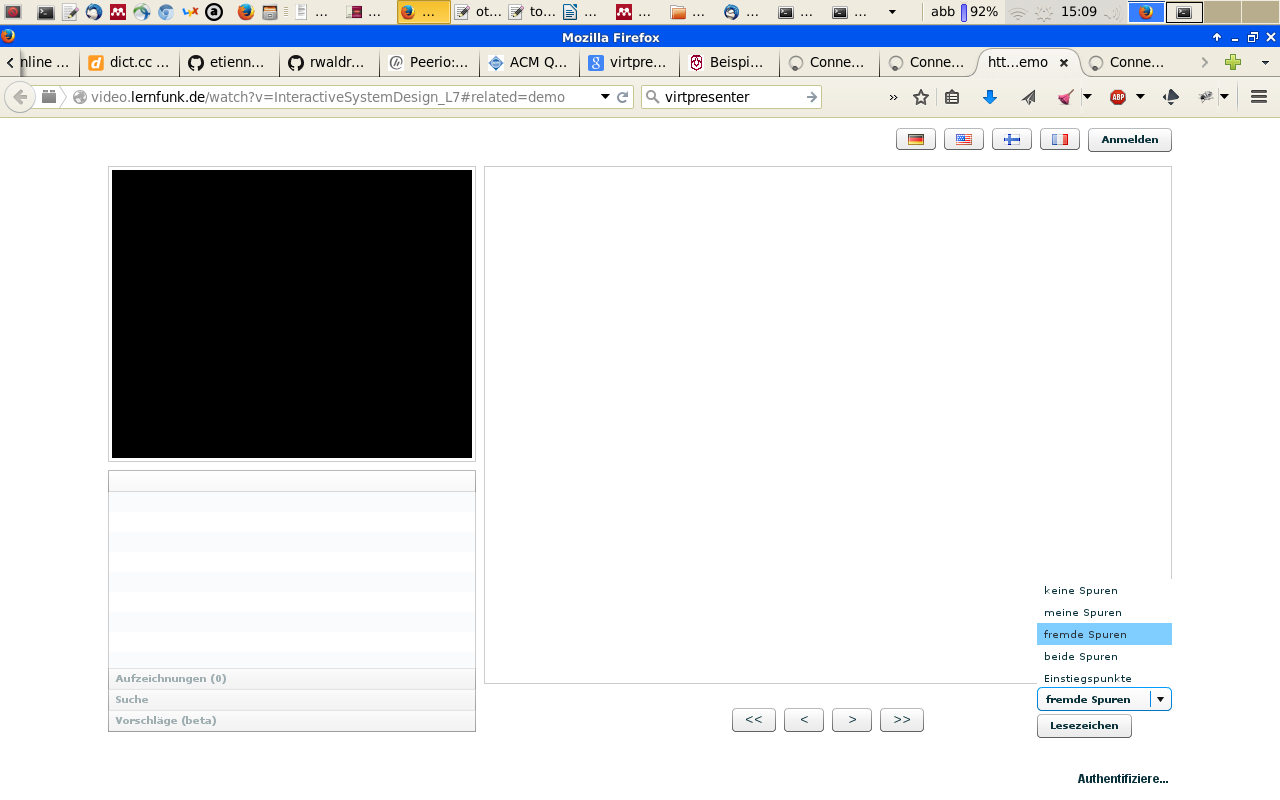 ... ... ... ot... to... ... ... ... ... ... ... abb 92% 15:09
Mozilla Firefox
nline ... dict.cc ... etienn... rwaldr... Peerio:... ACM Q... virtpre... Beispi... Conne... Conne... htt...emo Conne...
video.lernfunk.de/watch?v=InteractiveSystemDesign_L7#related=demo virtpresenter
ABP
Anmelden
keine Spuren
meine Spuren
fremde Spuren
beide Spuren
Einstiegspunkte
Aufzeichnungen (0)
Suche
Vorschläge (beta)
<< < > >>
fremde Spuren
Lesezeichen
Authentifiziere...